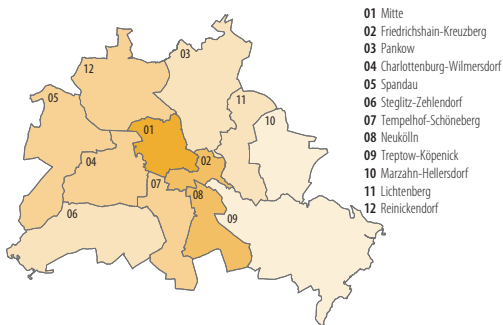 01 Mitte
02 Friedrichshain-Kreuzberg
03 Pankow
04 Charlottenburg-Wilmersdorf
05 Spandau
06 Steglitz-Zehlendorf
07 Tempelhof-Schöneberg
08 Neukölln
09 Treptow-Köpenick
10 Marzahn-Hellersdorf
11 Lichtenberg
12 Reinickendorf
03
12
05
11
10
01
02
04
07
08
06
09